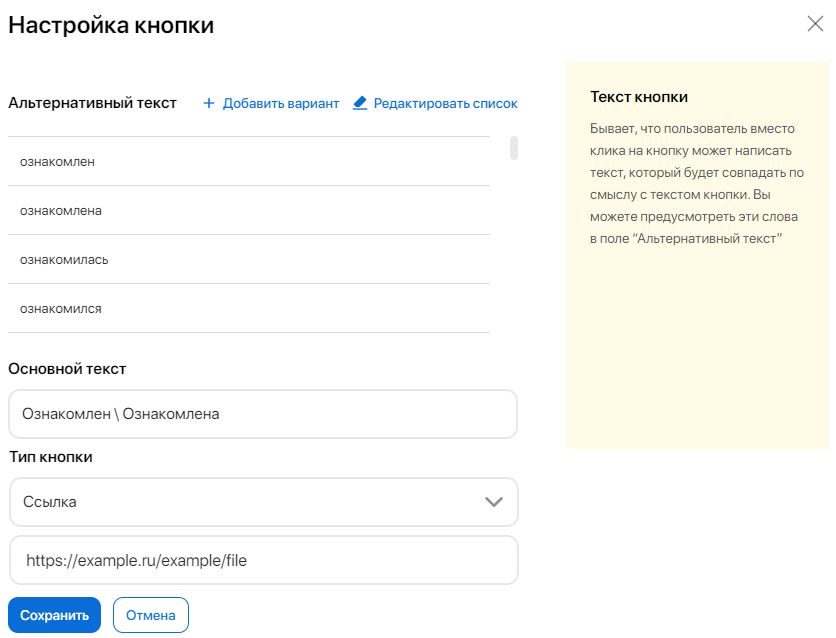 Настройка кнопки
Альтернативный текст + Добавить вариант Редактировать список
ознакомлен
ознакомлена
ознакомилась
ознакомился
Основной текст
Ознакомлен \ Ознакомлена
Тип кнопки
Ссылка
https://example.ru/example/file
Сохранить Отмена
Текст кнопки
Бывает, что пользователь вместо
клика на кнопку может написать
текст, который будет совпадать по
смыслу с текстом кнопки. Вы
можете предусмотреть эти слова
в поле “Альтернативный текст”